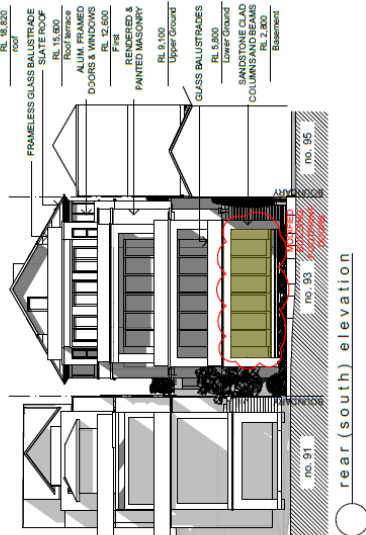 RL 18,820
roof
FRAMELESS GLASS BALUSTRADE
SLATE ROOF
RL 15,600
Roof terrace
ALUM. FRAMED
DOORS & WINDOWS
RL 12,600
First
RENDERED &
PAINTED MASONRY
RL 9,100
Upper Ground
GLASS BALUSTRADES
RL 5,800
Lower Ground
SANDSTONE CLAD
COLUMNS AND BEAMS
RL 2,800
Basement
BOUNDARY
BOUNDARY
MODIFIED
no. 95
no. 93
no. 91
rear (south) elevation